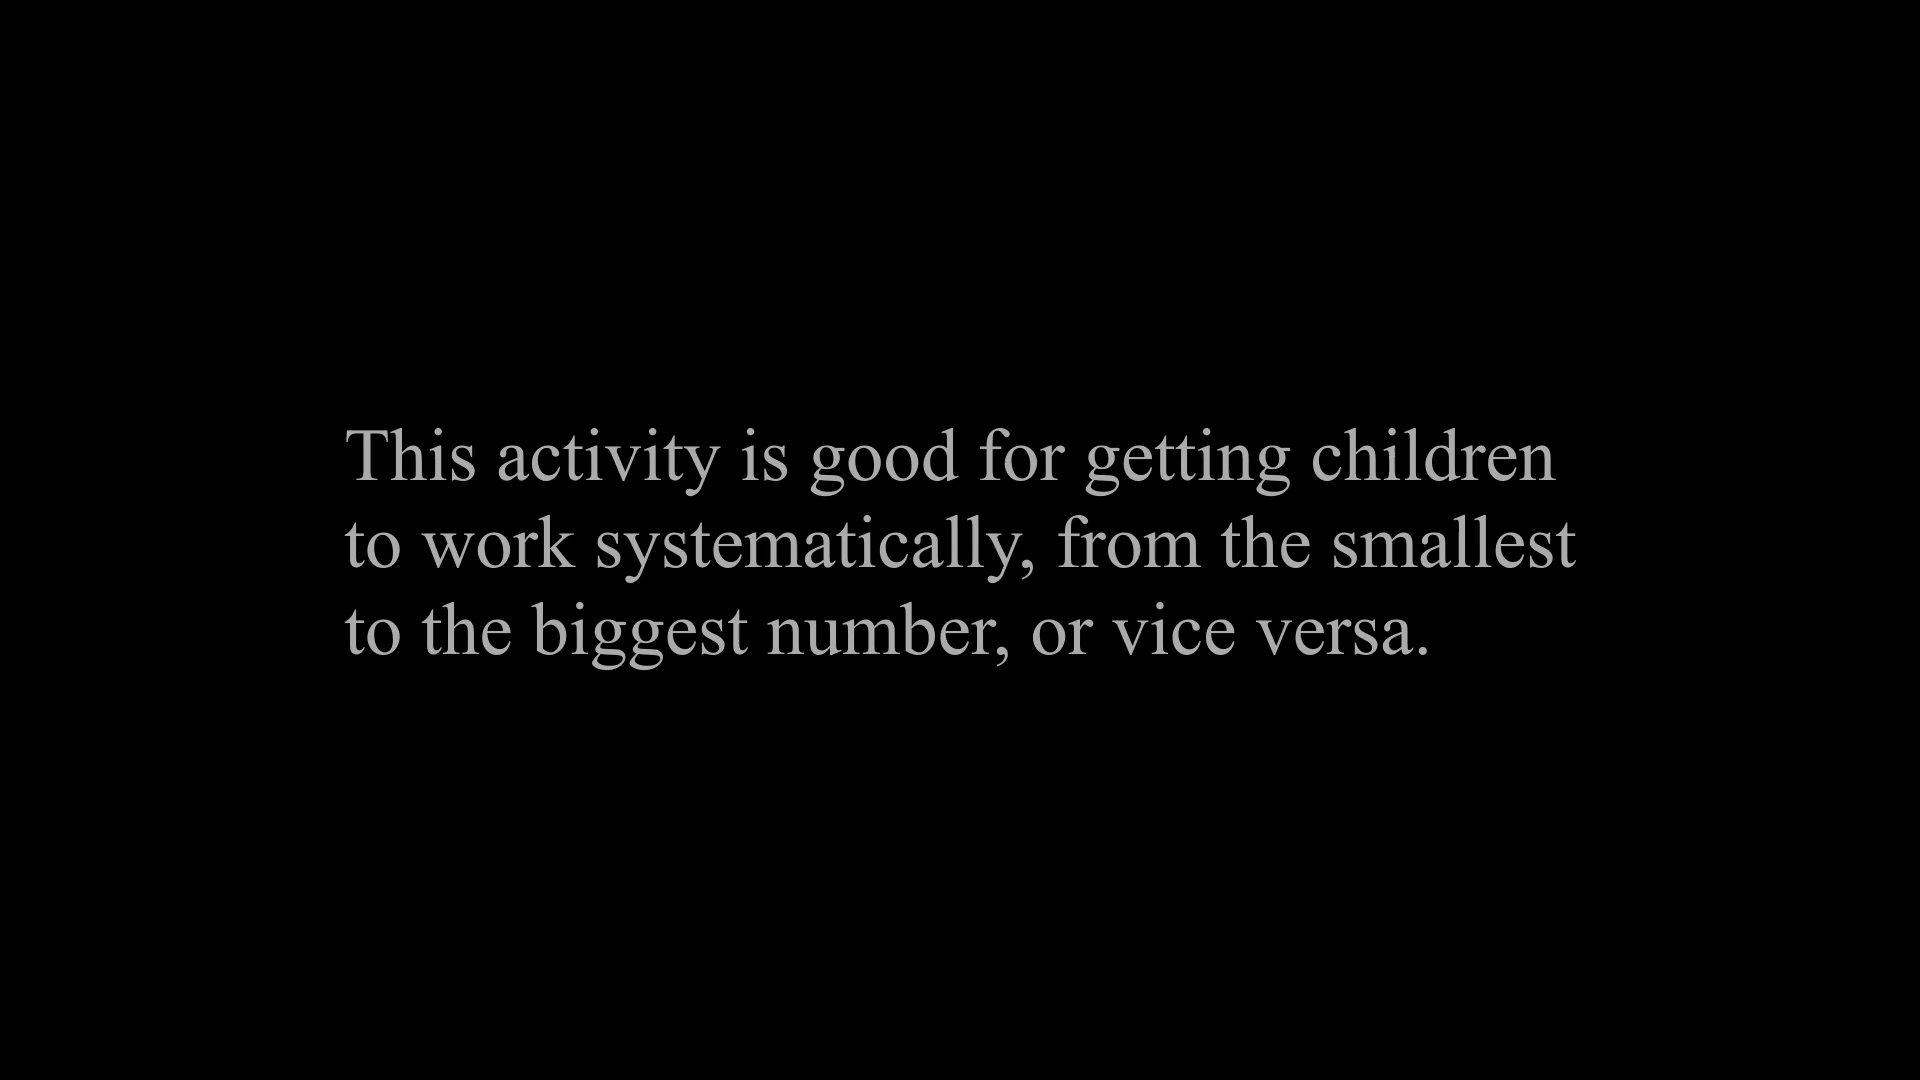 This activity is good for getting children
to work systematically, from the smallest
to the biggest number, or vice versa.